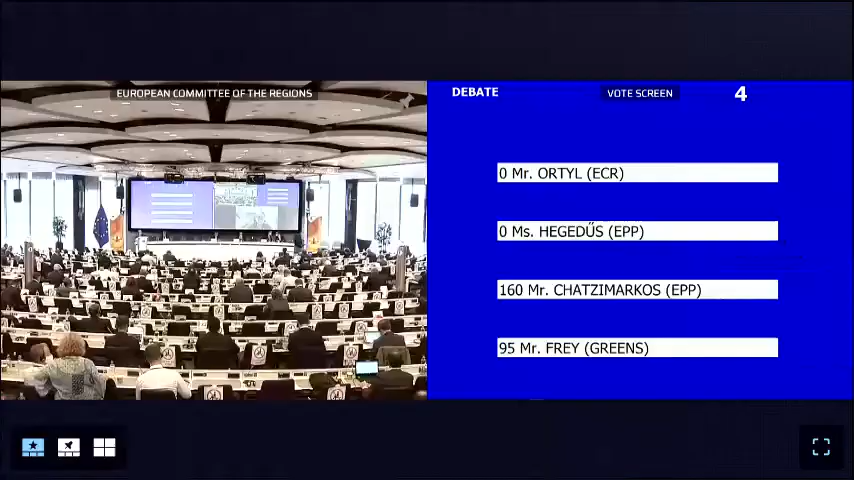 EUROPEAN COMMITTEE OF THE REGIONS
DEBATE
VOTE SCREEN
4
0 Mr. ORTYL (ECR)
0 Ms. HEGEDŰS (EPP)
160 Mr. CHATZIMARKOS (EPP)
95 Mr. FREY (GREENS)